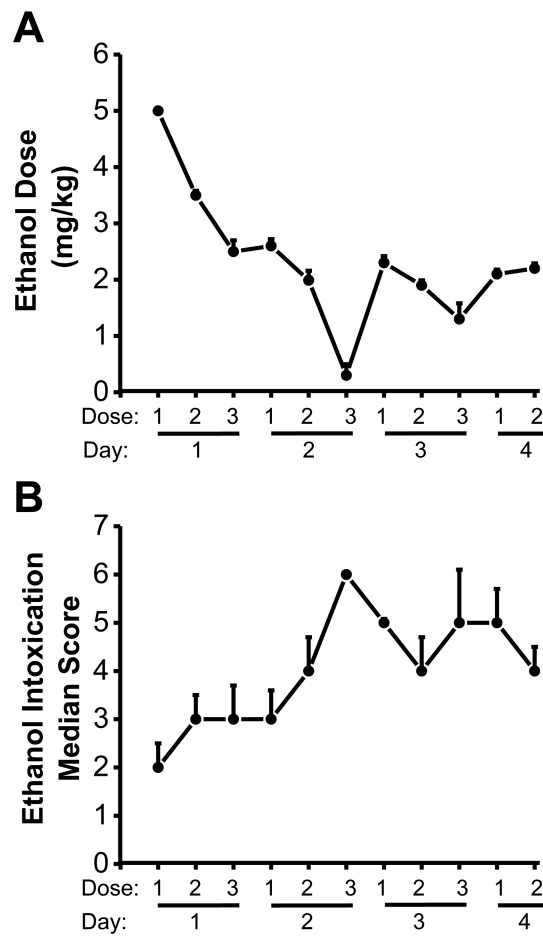 A
Ethanol Dose
(mg/kg)
6
5
4
3
2
1
0
Dose: 1 2 3 1 2 3 1 2 3 1 2
Day: 1 2 3 4
B
Ethanol Intoxication
Median Score
7
6
5
4
3
2
1
0
Dose: 1 2 3 1 2 3 1 2 3 1 2
Day: 1 2 3 4